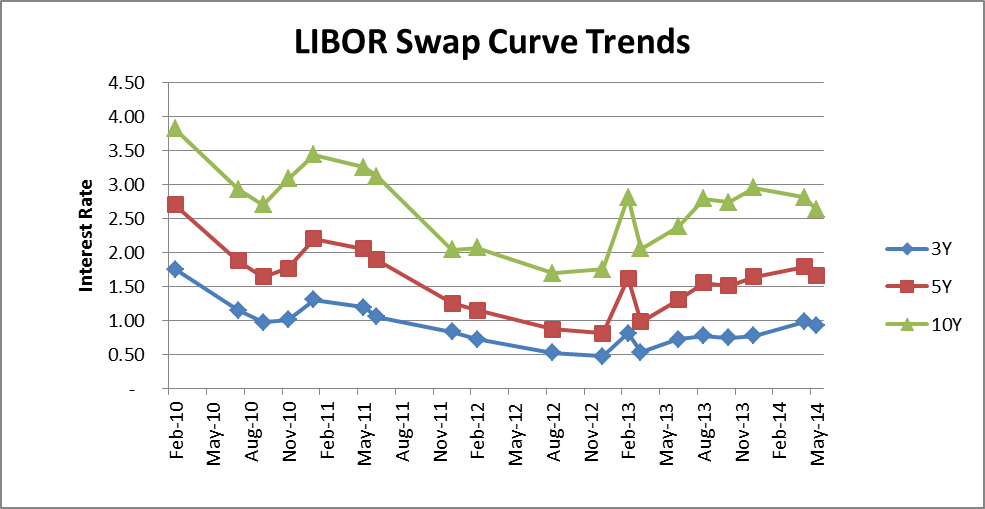 LIBOR Swap Curve Trends
4.50
4.00
3.50
3.00
2.50
2.00
1.50
1.00
0.50
-
Interest Rate
Feb-10
May-10
Aug-10
Nov-10
Feb-11
May-11
Aug-11
Nov-11
Feb-12
May-12
Aug-12
Nov-12
Feb-13
May-13
Aug-13
Nov-13
Feb-14
May-14
3Y
5Y
10Y